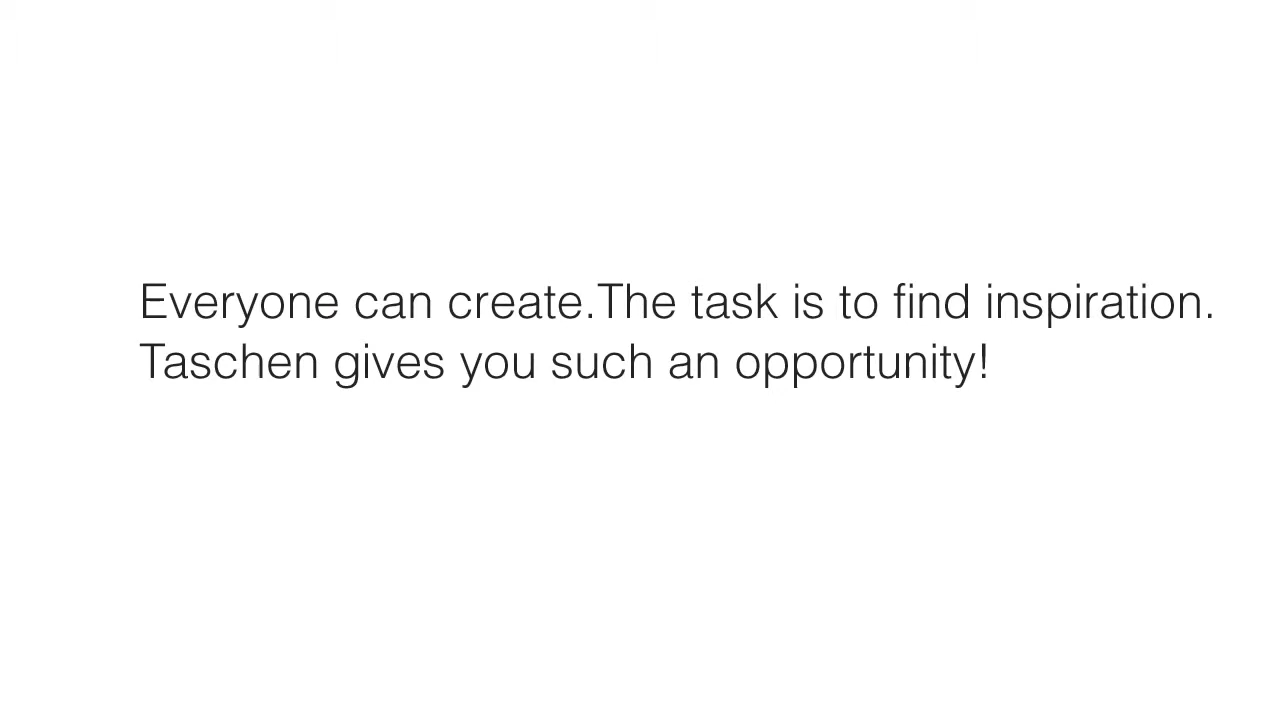 Everyone can create.The task is to find inspiration.
Taschen gives you such an opportunity!